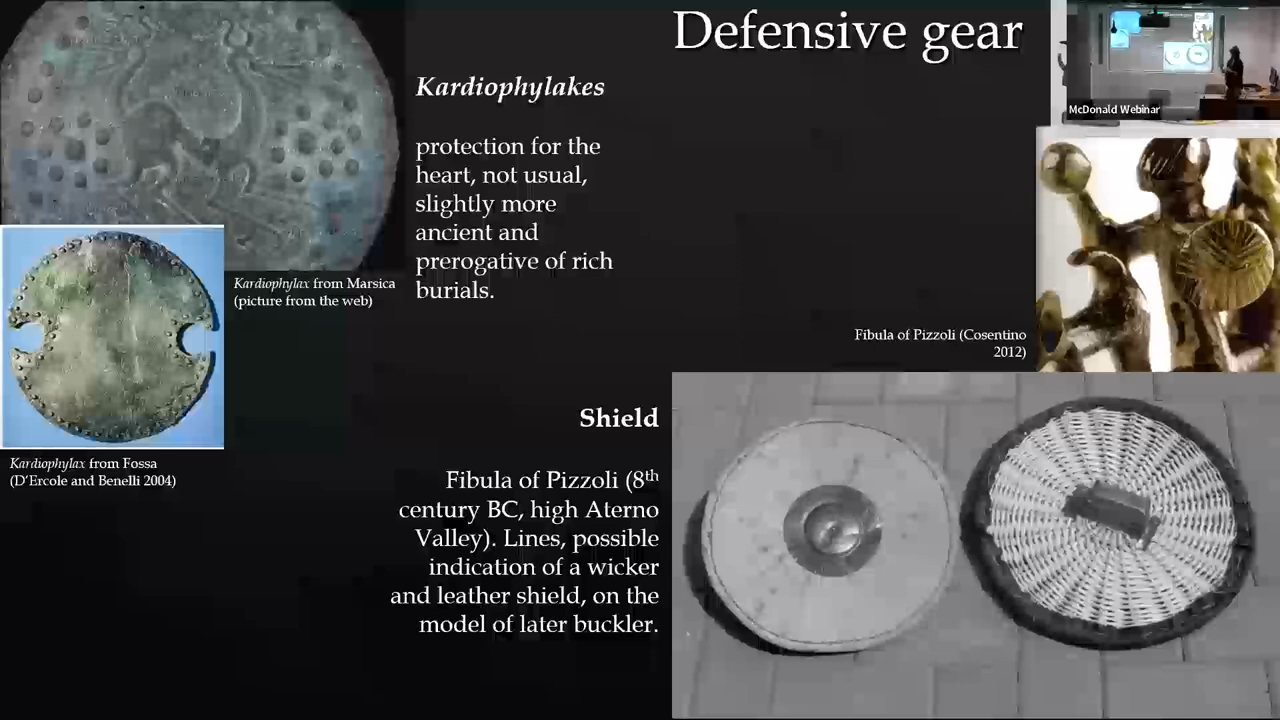 Defensive gear
McDonald Webinar
Kardiophylakes
protection for the
heart, not usual,
slightly more
ancient and
prerogative of rich
burials.
Kardiophylax from Marsica
(picture from the web)
Fibula of Pizzoli (Cosentino
2012)
Kardiophylax from Fossa
(D'Ercole and Benelli 2004)
Shield
Fibula of Pizzoli (8th
century BC, high Aterno
Valley). Lines, possible
indication of a wicker
and leather shield, on the
model of later buckler.